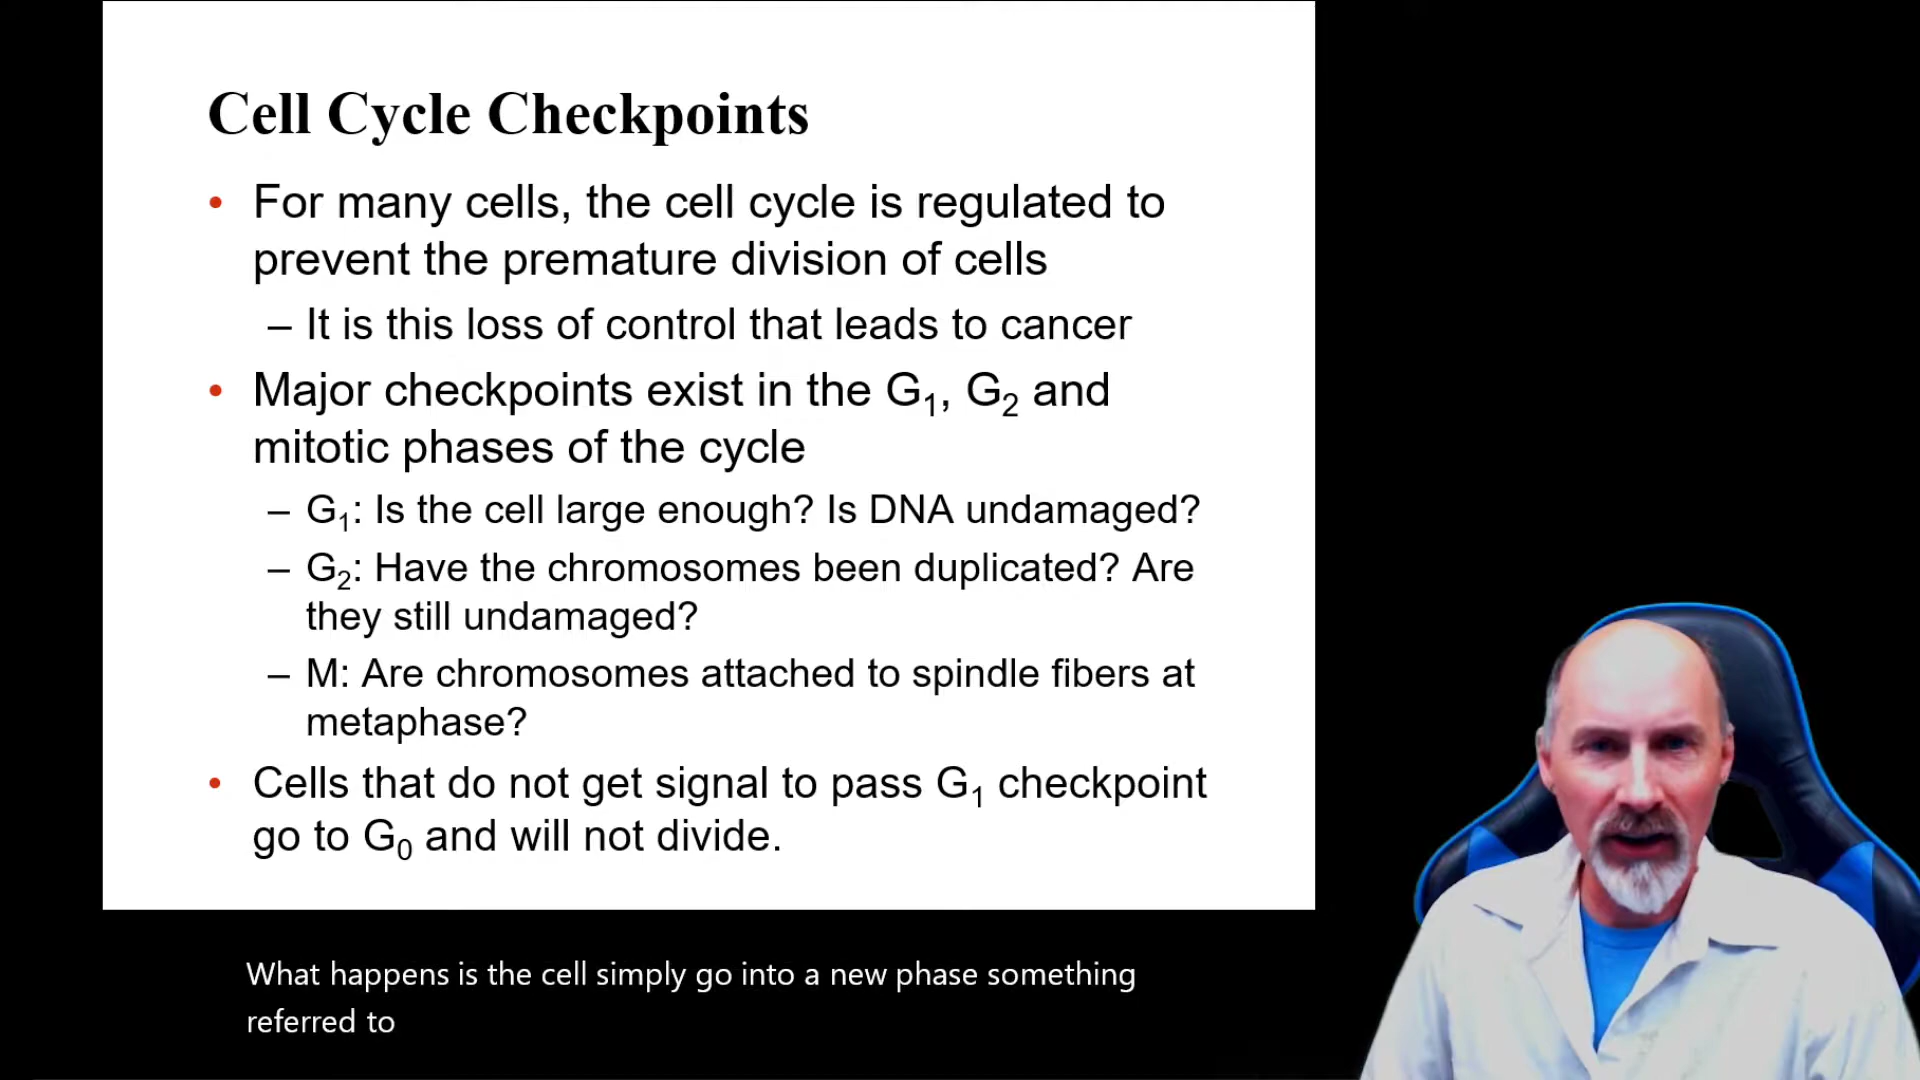 Cell Cycle Checkpoints
• For many cells, the cell cycle is regulated to
prevent the premature division of cells
– It is this loss of control that leads to cancer
• Major checkpoints exist in the G₁, G₂ and
mitotic phases of the cycle
– G₁: Is the cell large enough? Is DNA undamaged?
– G₂: Have the chromosomes been duplicated? Are
they still undamaged?
– M: Are chromosomes attached to spindle fibers at
metaphase?
• Cells that do not get signal to pass G₁ checkpoint
go to G₀ and will not divide.
What happens is the cell simply go into a new phase something
referred to